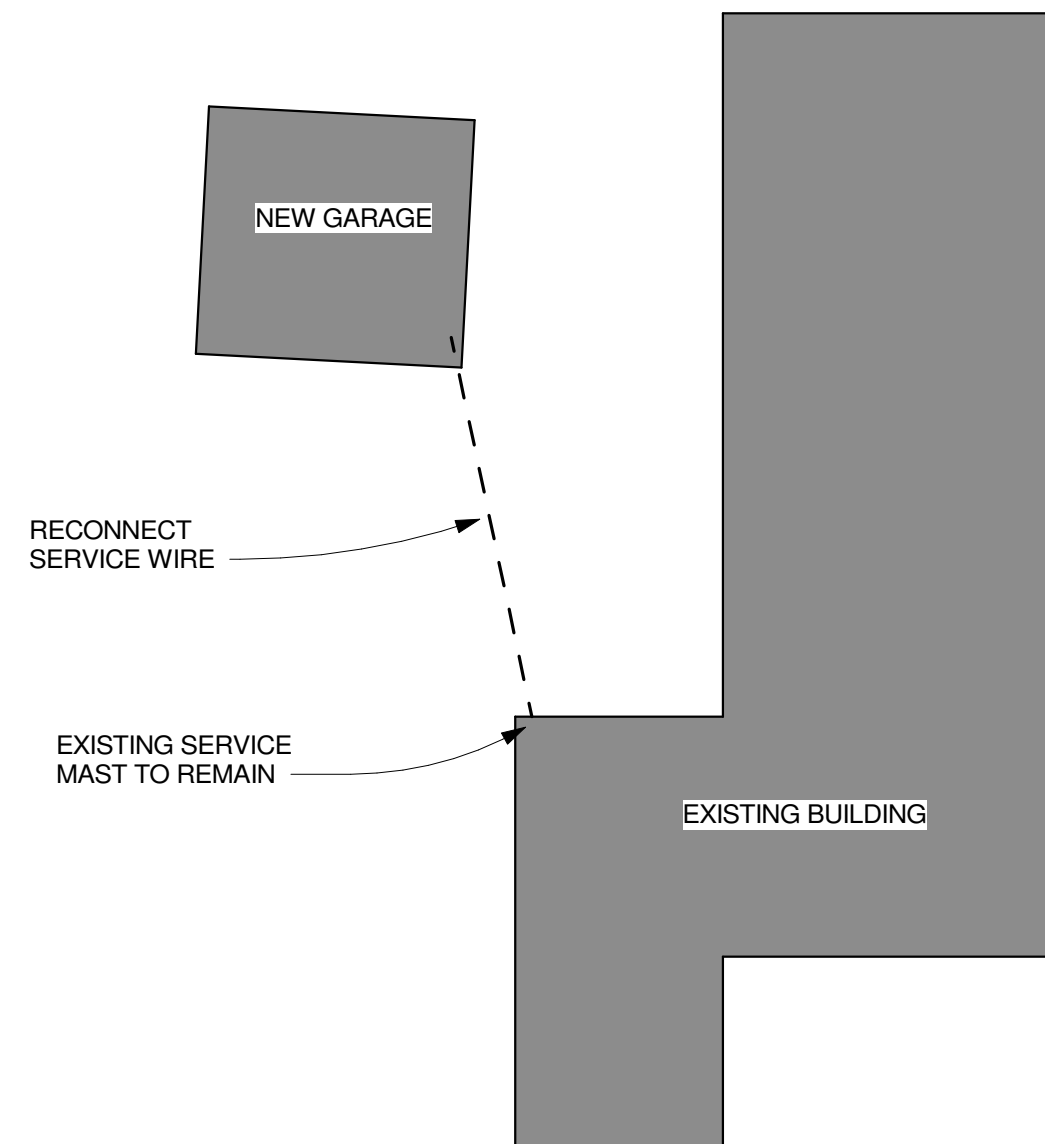 NEW GARAGE
RECONNECT
SERVICE WIRE
EXISTING SERVICE
MAST TO REMAIN
EXISTING BUILDING